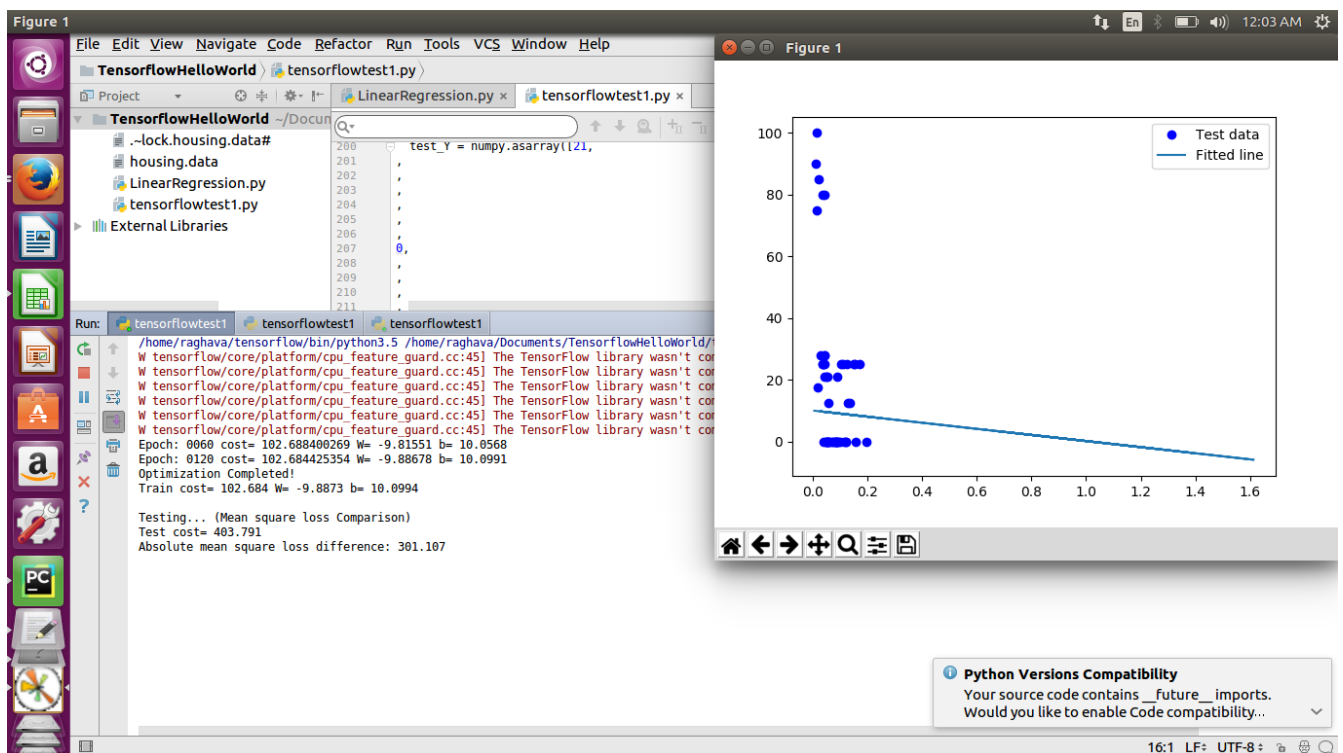 Figure 1
En
12:03 AM
File Edit View Navigate Code Refactor Run Tools VCS Window Help
TensorflowHelloWorld
tensorflowtest1.py
Project
LinearRegression.py ×
tensorflowtest1.py ×
TensorflowHelloWorld ~/Docun
.~lock.housing.data#
housing.data
LinearRegression.py
tensorflowtest1.py
External Libraries
200 test_Y = numpy.asarray([21,
201 ,
202 ,
203 ,
204 ,
205 ,
206 ,
207 0,
208 ,
209 ,
210 ,
211 ,
Run: tensorflowtest1 tensorflowtest1 tensorflowtest1
/home/raghava/tensorflow/bin/python3.5 /home/raghava/Documents/TensorflowHelloWorld/
W tensorflow/core/platform/cpu_feature_guard.cc:45] The TensorFlow library wasn't
W tensorflow/core/platform/cpu_feature_guard.cc:45] The TensorFlow library wasn't
W tensorflow/core/platform/cpu_feature_guard.cc:45] The TensorFlow library wasn't
W tensorflow/core/platform/cpu_feature_guard.cc:45] The TensorFlow library wasn't
W tensorflow/core/platform/cpu_feature_guard.cc:45] The TensorFlow library wasn't
W tensorflow/core/platform/cpu_feature_guard.cc:45] The TensorFlow library wasn't
Epoch: 0060 cost= 102.688400269 W= -9.81551 b= 10.0568
Epoch: 0120 cost= 102.684425354 W= -9.88678 b= 10.0991
Optimization Completed!
Train cost= 102.684 W= -9.8873 b= 10.0994
Testing... (Mean square loss Comparison)
Test cost= 403.791
Absolute mean square loss difference: 301.107
Figure 1
Test data
Fitted line
100
80
60
40
20
0
0.0 0.2 0.4 0.6 0.8 1.0 1.2 1.4 1.6
Python Versions Compatibility
Your source code contains __future__ imports.
Would you like to enable Code compatibility...
16:1 LF÷ UTF-8÷
PC